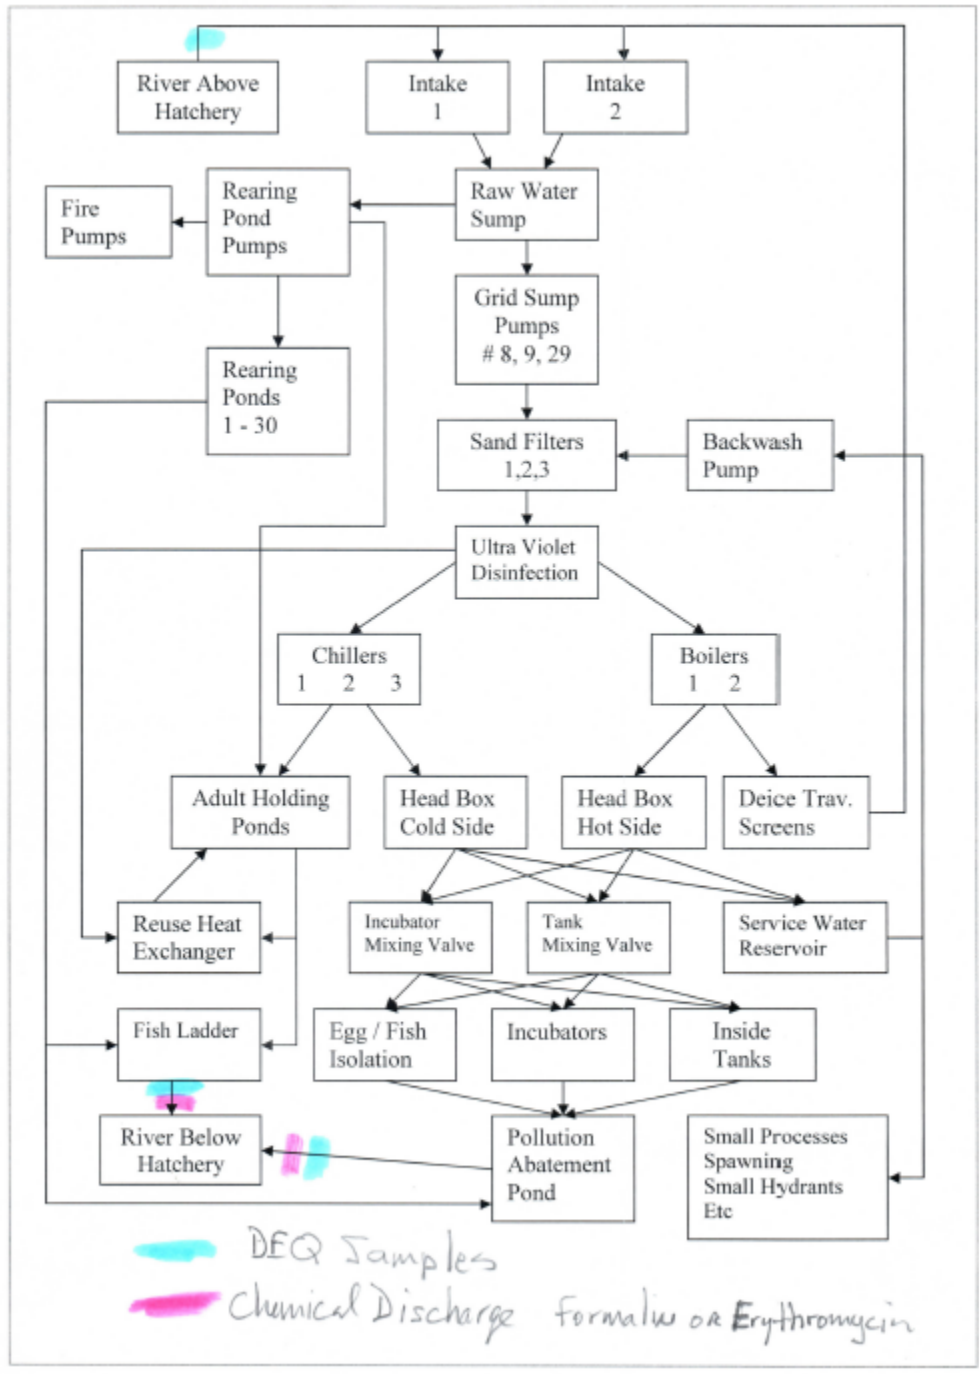 River Above
Hatchery
Intake
1
Intake
2
Fire
Pumps
Rearing
Pond
Pumps
Raw Water
Sump
Grid Sump
Pumps
# 8, 9, 29
Rearing
Ponds
1 - 30
Sand Filters
1,2,3
Backwash
Pump
Ultra Violet
Disinfection
Chillers
1 2 3
Boilers
1 2
Adult Holding
Ponds
Head Box
Cold Side
Head Box
Hot Side
Deice Trav.
Screens
Reuse Heat
Exchanger
Incubator
Mixing Valve
Tank
Mixing Valve
Service Water
Reservoir
Fish Ladder
Egg / Fish
Isolation
Incubators
Inside
Tanks
River Below
Hatchery
Pollution
Abatement
Pond
Small Processes
Spawning
Small Hydrants
Etc
DEQ Samples
Chemical Discharge Formalin OR Erythromycin